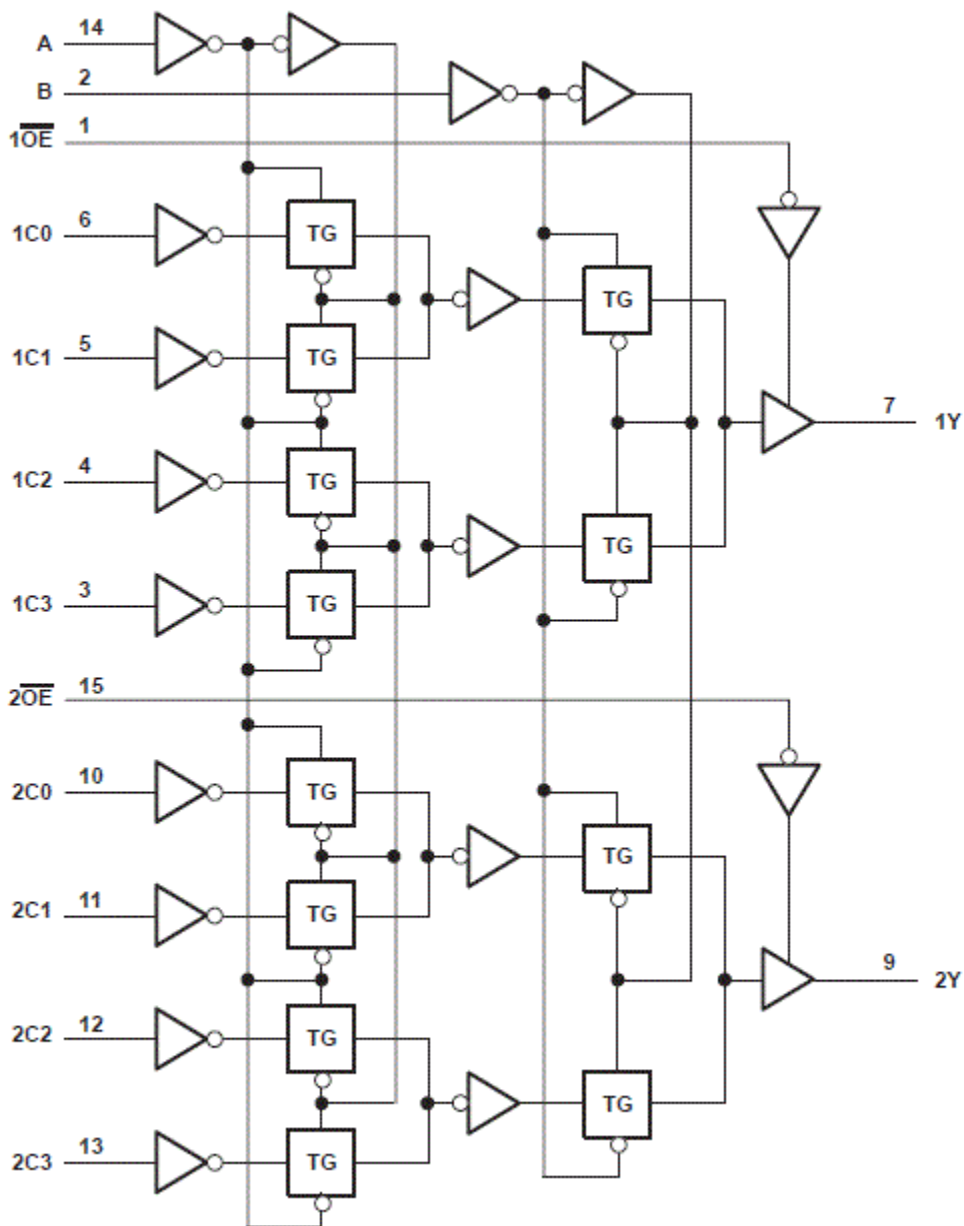 A 14
B 2
1OE 1
1C0 6 TG
TG
1C1 5 TG
7 1Y
1C2 4 TG
TG
1C3 3 TG
2OE 15
2C0 10 TG
TG
2C1 11 TG
9 2Y
2C2 12 TG
TG
2C3 13 TG